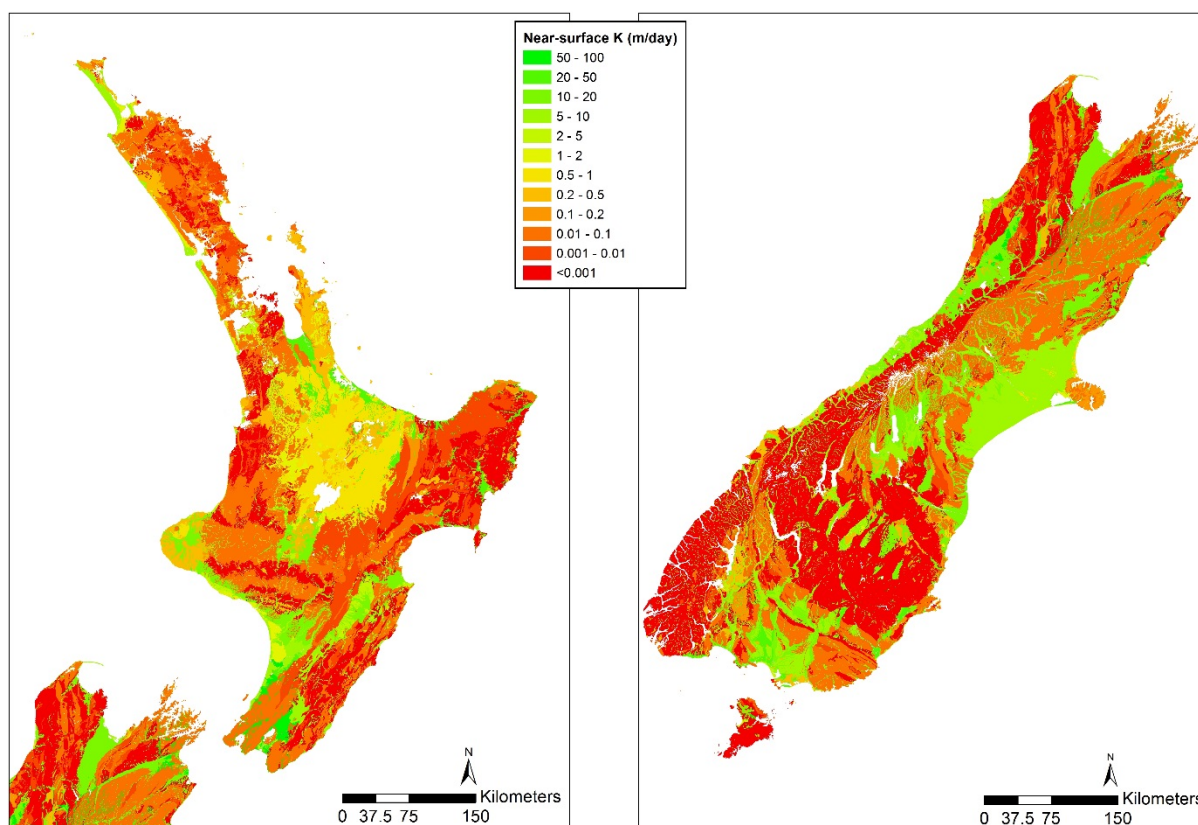 Near-surface K (m/day)
50 - 100
20 - 50
10 - 20
5 - 10
2 - 5
1 - 2
0.5 - 1
0.2 - 0.5
0.1 - 0.2
0.01 - 0.1
0.001 - 0.01
<0.001
N
Kilometers
0 37.5 75 150
N
Kilometers
0 37.5 75 150